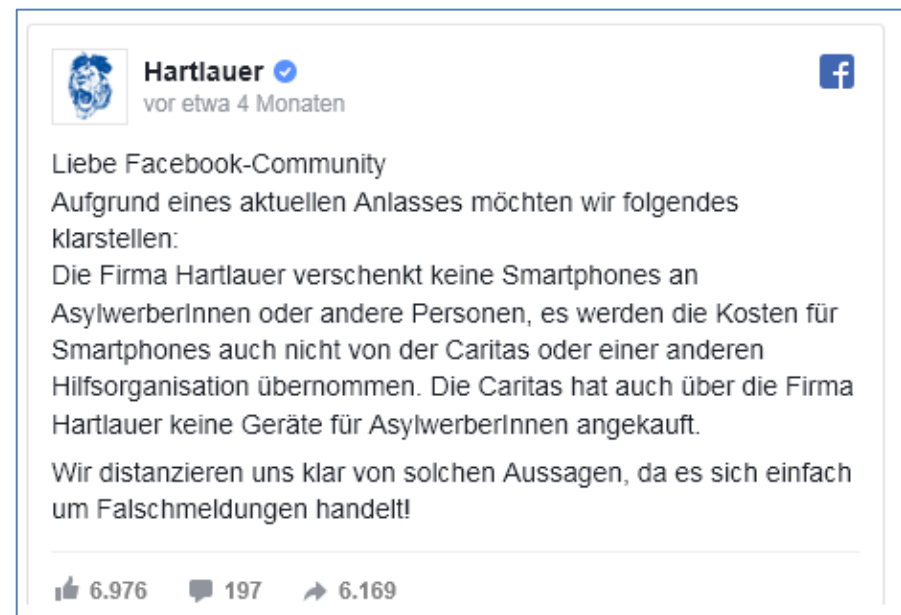 Hartlauer
vor etwa 4 Monaten
Liebe Facebook-Community
Aufgrund eines aktuellen Anlasses möchten wir folgendes
klarstellen:
Die Firma Hartlauer verschenkt keine Smartphones an
AsylwerberInnen oder andere Personen, es werden die Kosten für
Smartphones auch nicht von der Caritas oder einer anderen
Hilfsorganisation übernommen. Die Caritas hat auch über die Firma
Hartlauer keine Geräte für AsylwerberInnen angekauft.
Wir distanzieren uns klar von solchen Aussagen, da es sich einfach
um Falschmeldungen handelt!
6.976 197 6.169